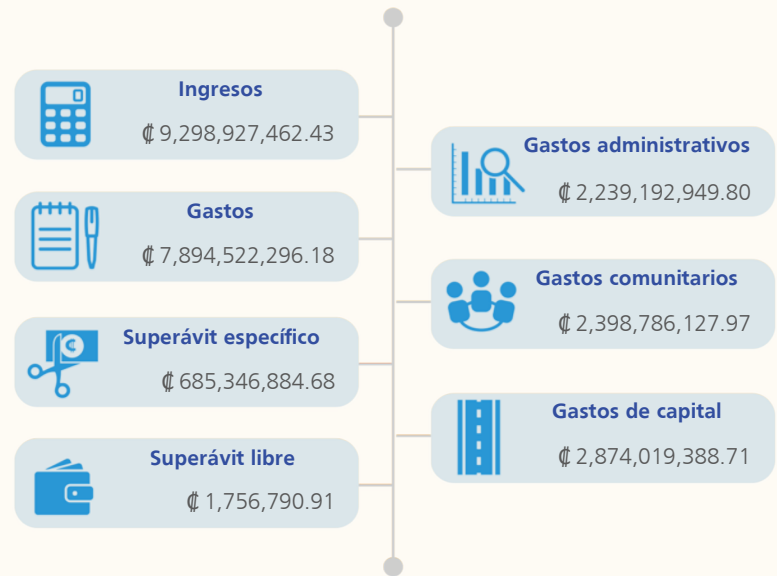 Ingresos
₡ 9,298,927,462.43
Gastos
₡ 7,894,522,296.18
Superávit específico
₡ 685,346,884.68
Superávit libre
₡ 1,756,790.91
Gastos administrativos
₡ 2,239,192,949.80
Gastos comunitarios
₡ 2,398,786,127.97
Gastos de capital
₡ 2,874,019,388.71